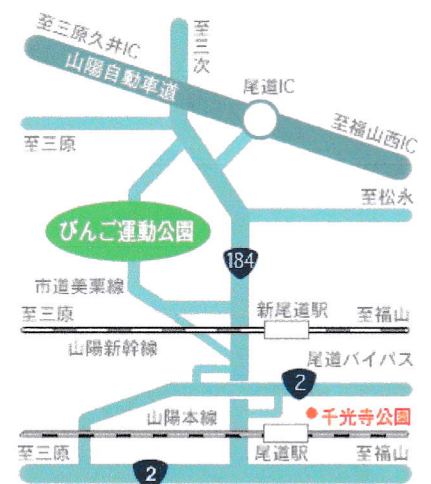 至三原久井IC
至三次
山陽自動車道
尾道IC
至福山西IC
至三原
至松永
びんご運動公園
184
市道美栗線
至三原
新尾道駅
至福山
山陽新幹線
尾道バイパス
2
千光寺公園
山陽本線
至三原
尾道駅
至福山
2